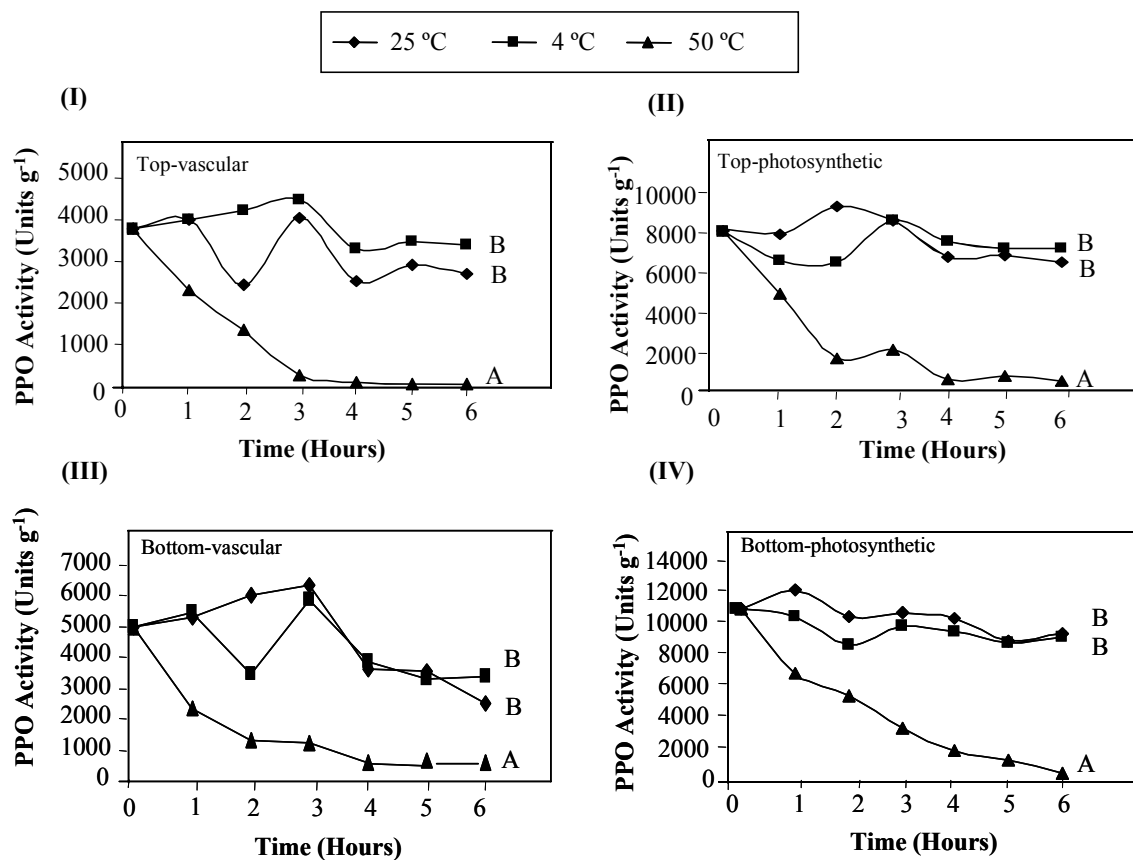 25 ºC 4 ºC 50 ºC
(I)
Top-vascular
PPO Activity (Units g⁻¹)
5000
4000
3000
2000
1000
0
B
B
A
0 1 2 3 4 5 6
Time (Hours)
(II)
Top-photosynthetic
PPO Activity (Units g⁻¹)
10000
8000
6000
4000
2000
0
B
B
A
0 1 2 3 4 5 6
Time (Hours)
(III)
Bottom-vascular
PPO Activity (Units g⁻¹)
7000
6000
5000
4000
3000
2000
1000
0
B
B
A
0 1 2 3 4 5 6
Time (Hours)
(IV)
Bottom-photosynthetic
PPO Activity (Units g⁻¹)
14000
12000
10000
8000
6000
4000
2000
0
B
B
A
0 1 2 3 4 5 6
Time (Hours)